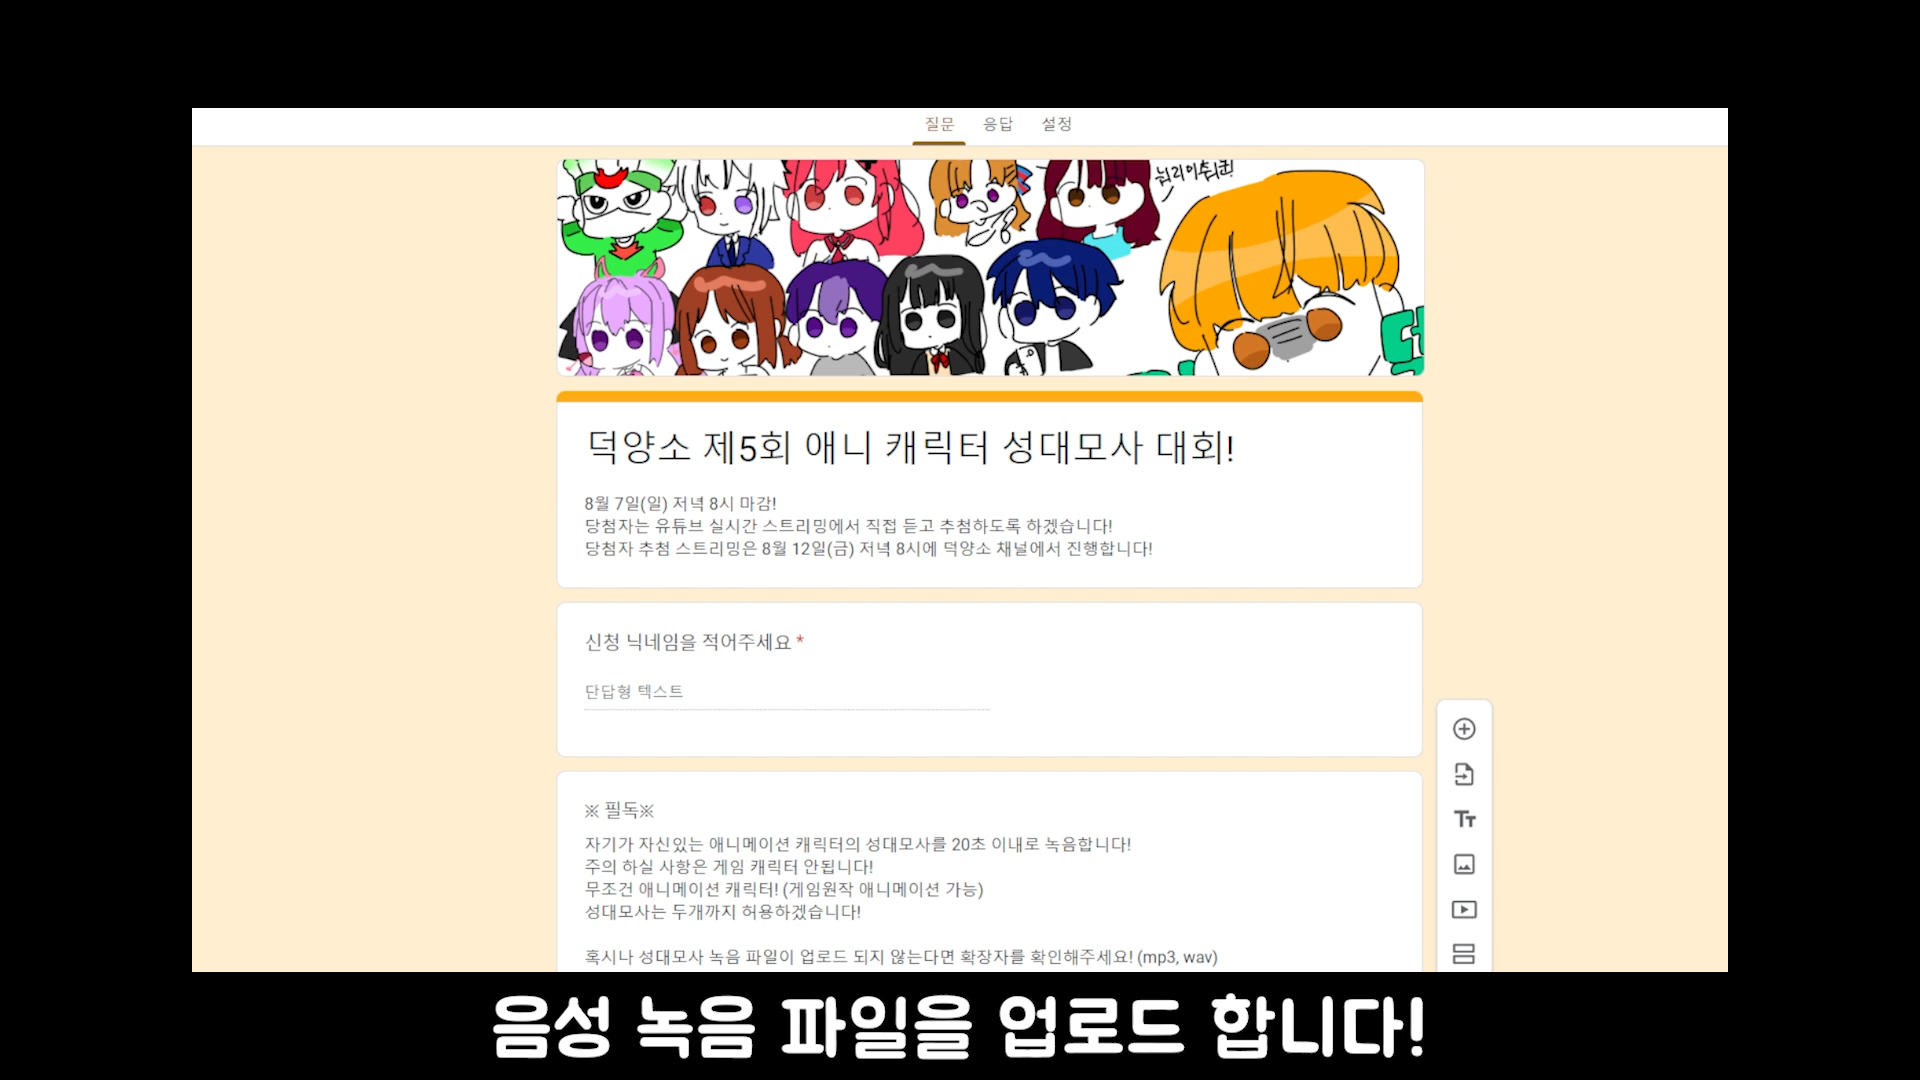 질문 응답 설정
덕양소 제5회 애니 캐릭터 성대모사 대회!
8월 7일(일) 저녁 8시 마감!
당첨자는 유튜브 실시간 스트리밍에서 직접 듣고 추첨하도록 하겠습니다!
당첨자 추첨 스트리밍은 8월 12일(금) 저녁 8시에 덕양소 채널에서 진행합니다!
신청 닉네임을 적어주세요 *
단답형 텍스트
※ 필독※
자기가 자신있는 애니메이션 캐릭터의 성대모사를 20초 이내로 녹음합니다!
주의 하실 사항은 게임 캐릭터 안됩니다!
무조건 애니메이션 캐릭터! (게임원작 애니메이션 가능)
성대모사는 두개까지 허용하겠습니다!
혹시나 성대모사 녹음 파일이 업로드 되지 않는다면 확장자를 확인해주세요! (mp3, wav)
음성 녹음 파일을 업로드 합니다!